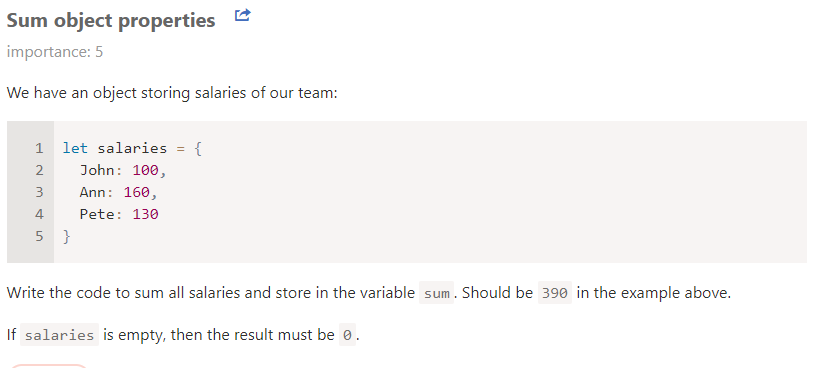 Sum object properties
importance: 5
We have an object storing salaries of our team:
1 let salaries = {
2   John: 100,
3   Ann: 160,
4   Pete: 130
5 }
Write the code to sum all salaries and store in the variable sum. Should be 390 in the example above.
If salaries is empty, then the result must be 0.